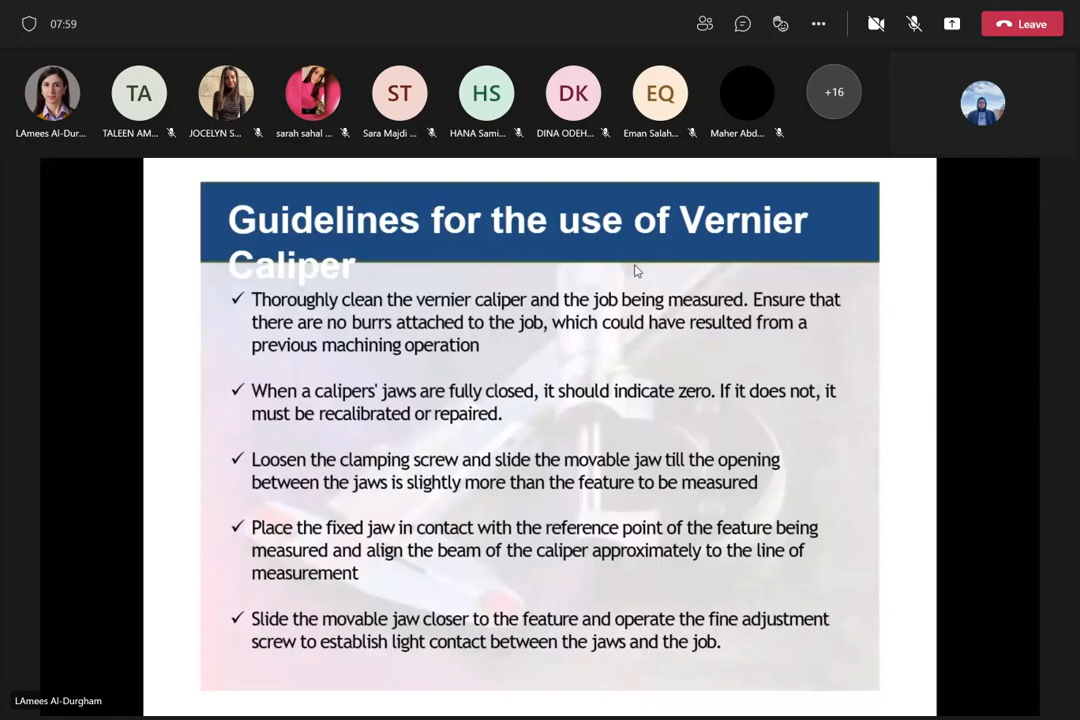 07:59
Leave
LAmees Al-Dur...
TA
TALEEN AM...
JOCELYN S...
sarah sahal ...
ST
Sara Majdi ...
HS
HANA Sami...
DK
DINA ODEH...
EQ
Eman Salah...
Maher Abd...
+16
Guidelines for the use of Vernier
Caliper
✓ Thoroughly clean the vernier caliper and the job being measured. Ensure that
there are no burrs attached to the job, which could have resulted from a
previous machining operation
✓ When a calipers' jaws are fully closed, it should indicate zero. If it does not, it
must be recalibrated or repaired.
✓ Loosen the clamping screw and slide the movable jaw till the opening
between the jaws is slightly more than the feature to be measured
✓ Place the fixed jaw in contact with the reference point of the feature being
measured and align the beam of the caliper approximately to the line of
measurement
✓ Slide the movable jaw closer to the feature and operate the fine adjustment
screw to establish light contact between the jaws and the job.
LAmees Al-Durgham